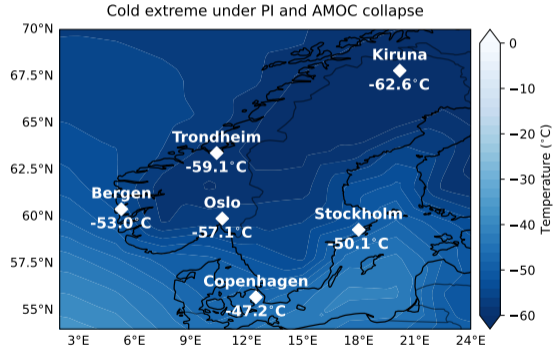 Cold extreme under PI and AMOC collapse
70°N
67.5°N
65°N
62.5°N
60°N
57.5°N
55°N
3°E
6°E
9°E
12°E
15°E
18°E
21°E
24°E
Kiruna
-62.6°C
Trondheim
-59.1°C
Bergen
-53.0°C
Oslo
-57.1°C
Stockholm
-50.1°C
Copenhagen
-47.2°C
0
−10
−20
−30
−40
−50
−60
Temperature (°C)